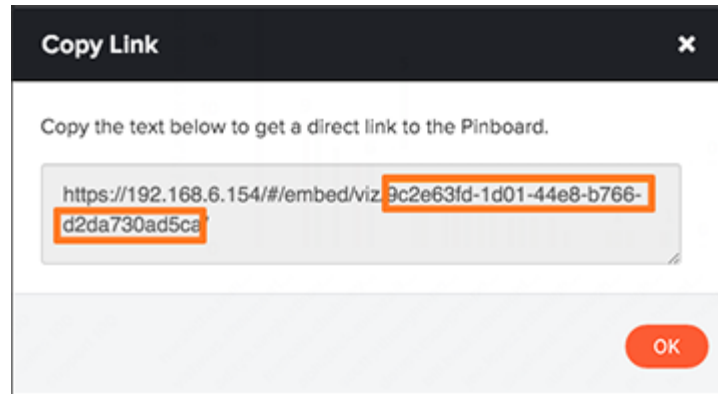 Copy Link
Copy the text below to get a direct link to the Pinboard.
https://192.168.6.154/#/embed/viz/9c2e63fd-1d01-44e8-b766-
d2da730ad5ca/
OK